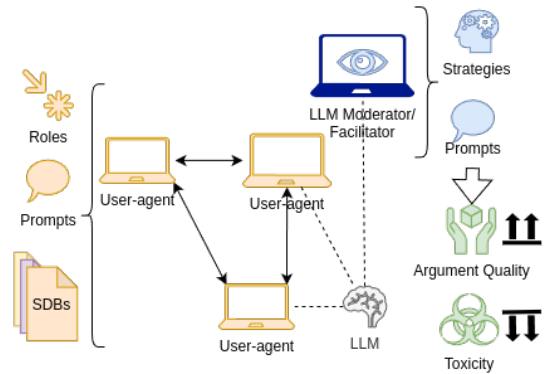 Roles
Prompts
SDBs
User-agent
User-agent
User-agent
LLM Moderator/
Facilitator
LLM
Strategies
Prompts
Argument Quality
Toxicity